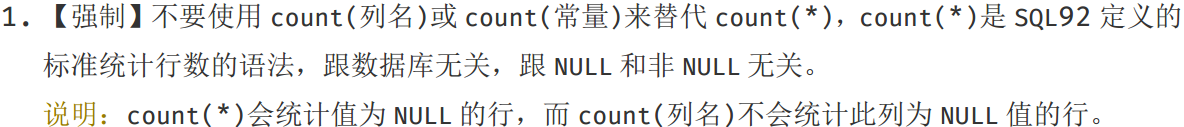 1. 【强制】不要使用 count(列名)或 count(常量)来替代 count(*)，count(*)是 SQL92 定义的
标准统计行数的语法，跟数据库无关，跟 NULL 和非 NULL 无关。
说明：count(*)会统计值为 NULL 的行，而 count(列名)不会统计此列为 NULL 值的行。